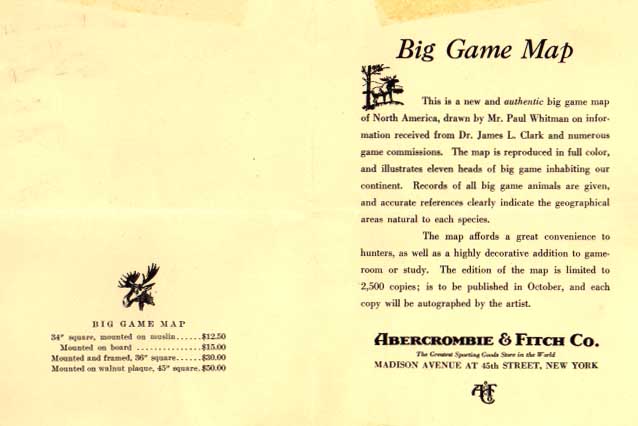 BIG GAME MAP
34" square, mounted on muslin......$12.50
Mounted on board ................$15.00
Mounted and framed, 36" square......$30.00
Mounted on walnut plaque, 45" square.$50.00
Big Game Map
This is a new and authentic big game map
of North America, drawn by Mr. Paul Whitman on infor-
mation received from Dr. James L. Clark and numerous
game commissions. The map is reproduced in full color,
and illustrates eleven heads of big game inhabiting our
continent. Records of all big game animals are given,
and accurate references clearly indicate the geographical
areas natural to each species.
The map affords a great convenience to
hunters, as well as a highly decorative addition to game-
room or study. The edition of the map is limited to
2,500 copies; is to be published in October, and each
copy will be autographed by the artist.
ABERCROMBIE & FITCH CO.
The Greatest Sporting Goods Store in the World
MADISON AVENUE AT 45th STREET, NEW YORK